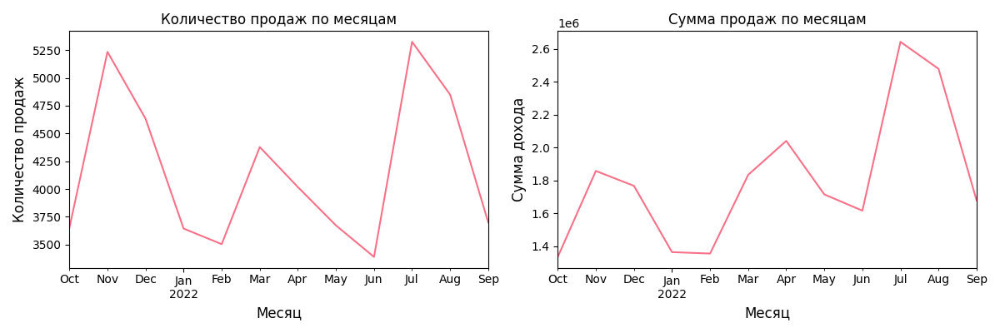 Количество продаж по месяцам
Количество продаж
5250
5000
4750
4500
4250
4000
3750
3500
Oct Nov Dec Jan Feb Mar Apr May Jun Jul Aug Sep
2022
Месяц
Сумма продаж по месяцам
1e6
Сумма дохода
2.6
2.4
2.2
2.0
1.8
1.6
1.4
Oct Nov Dec Jan Feb Mar Apr May Jun Jul Aug Sep
2022
Месяц